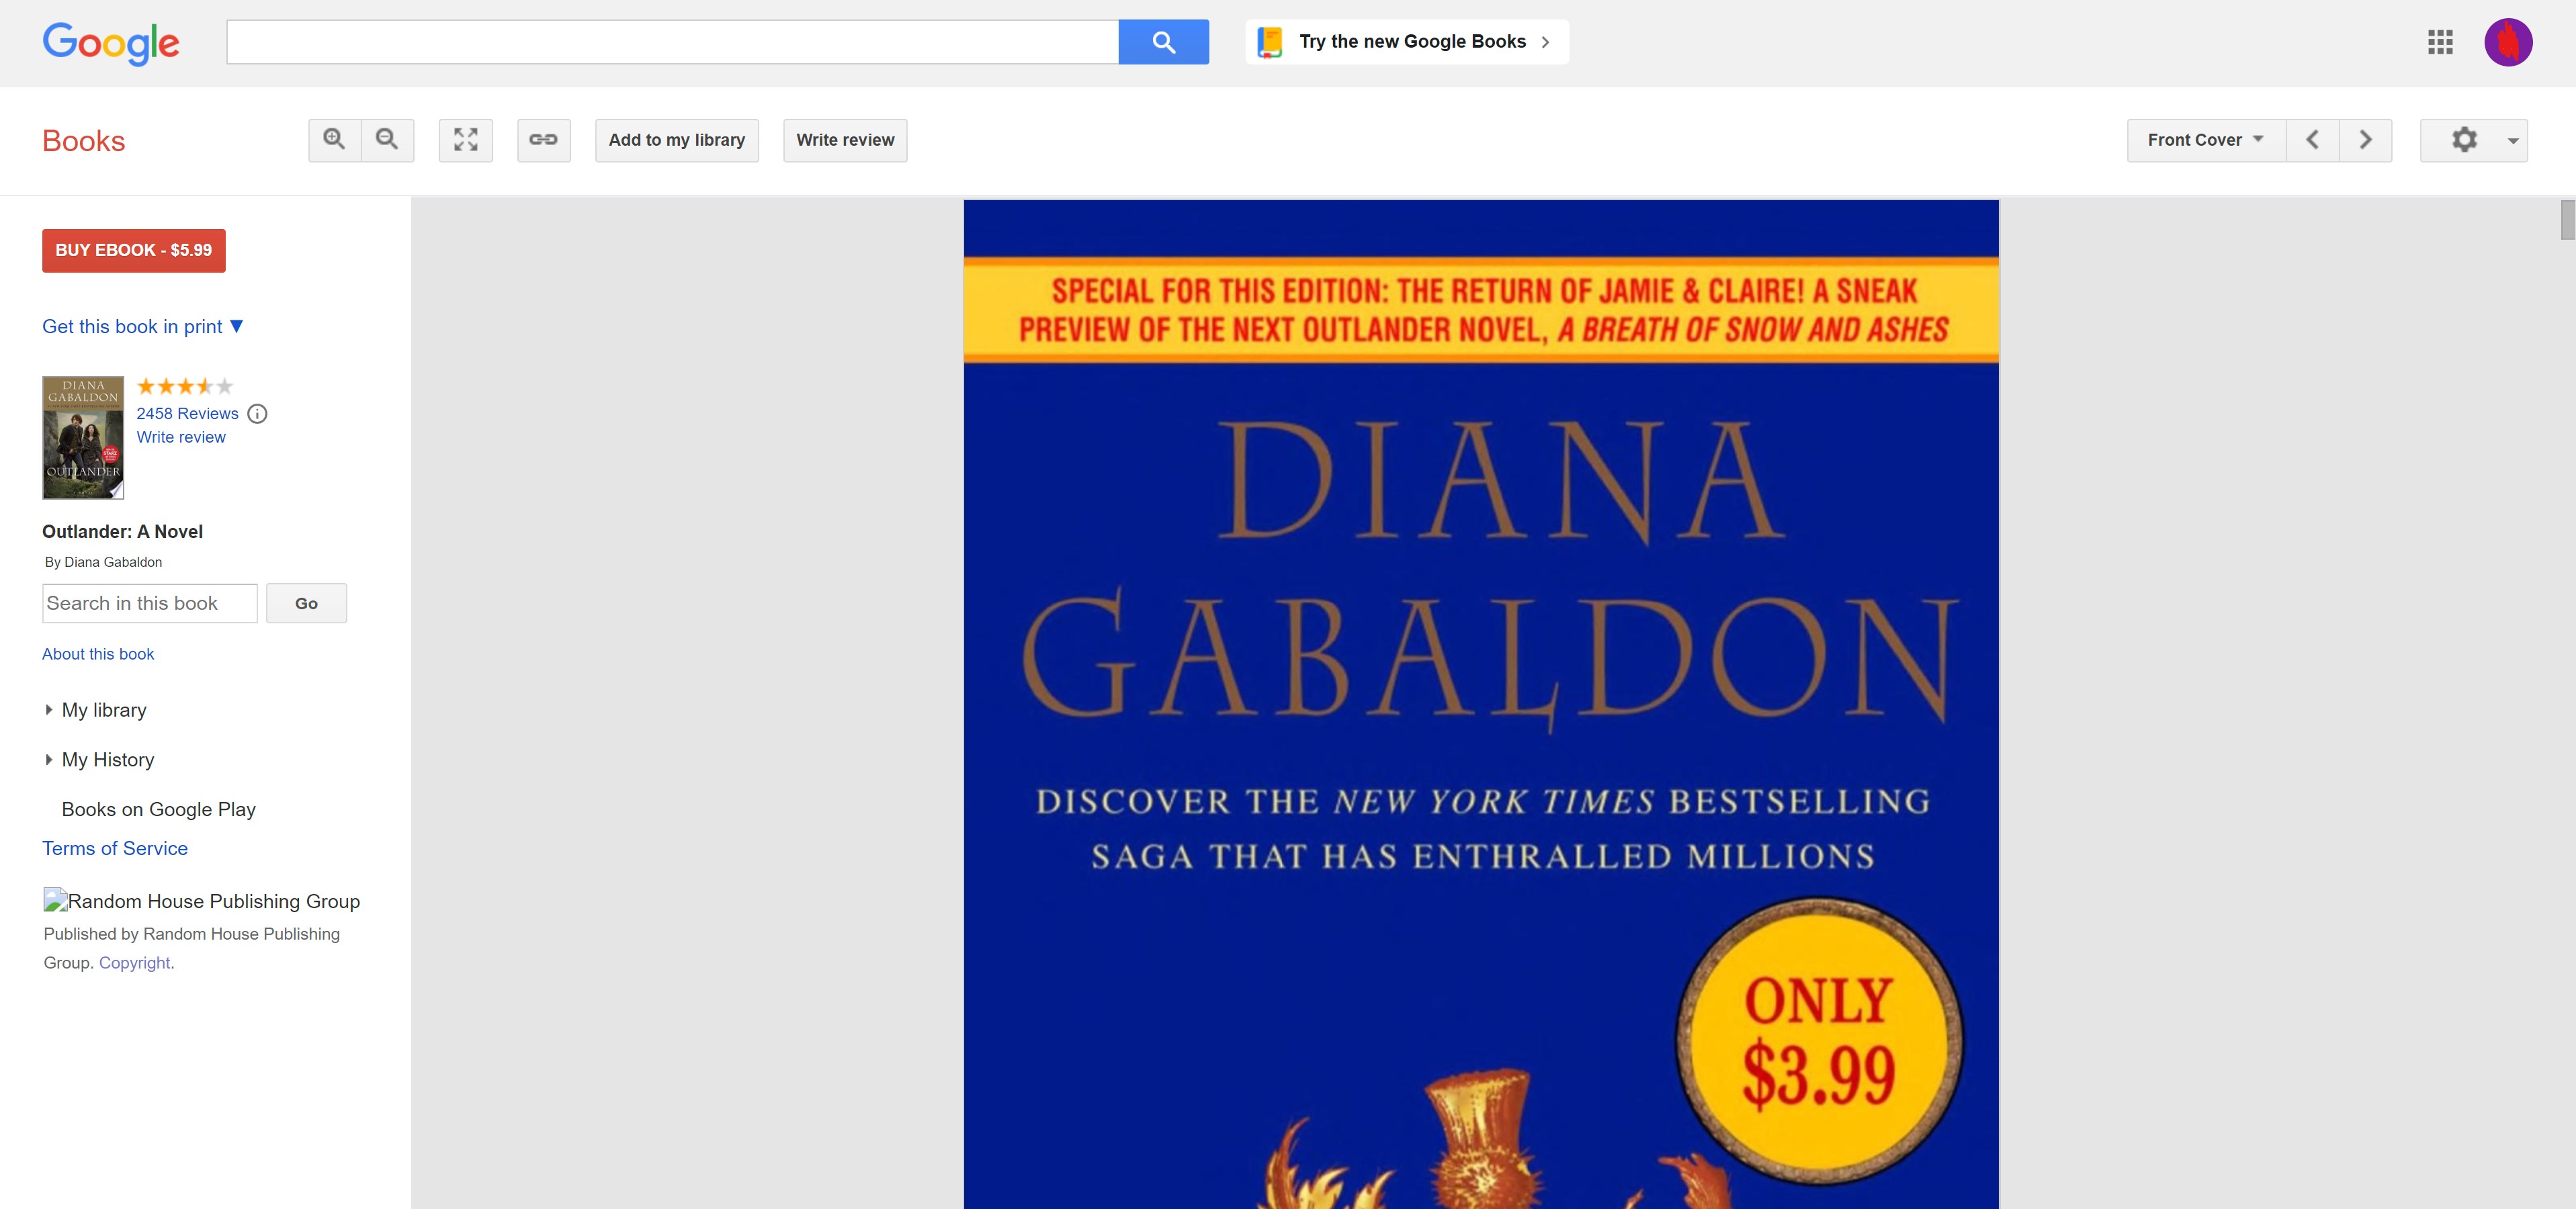 Google
Try the new Google Books
Books
Add to my library
Write review
Front Cover
BUY EBOOK - $5.99
Get this book in print ▼
DIANA
GABALDON
OUTLANDER
2458 Reviews
Write review
Outlander: A Novel
By Diana Gabaldon
Search in this book
Go
About this book
My library
My History
Books on Google Play
Terms of Service
Random House Publishing Group
Published by Random House Publishing
Group. Copyright.
SPECIAL FOR THIS EDITION: THE RETURN OF JAMIE & CLAIRE! A SNEAK
PREVIEW OF THE NEXT OUTLANDER NOVEL, A BREATH OF SNOW AND ASHES
DIANA
GABALDON
DISCOVER THE NEW YORK TIMES BESTSELLING
SAGA THAT HAS ENTHRALLED MILLIONS
ONLY
$3.99